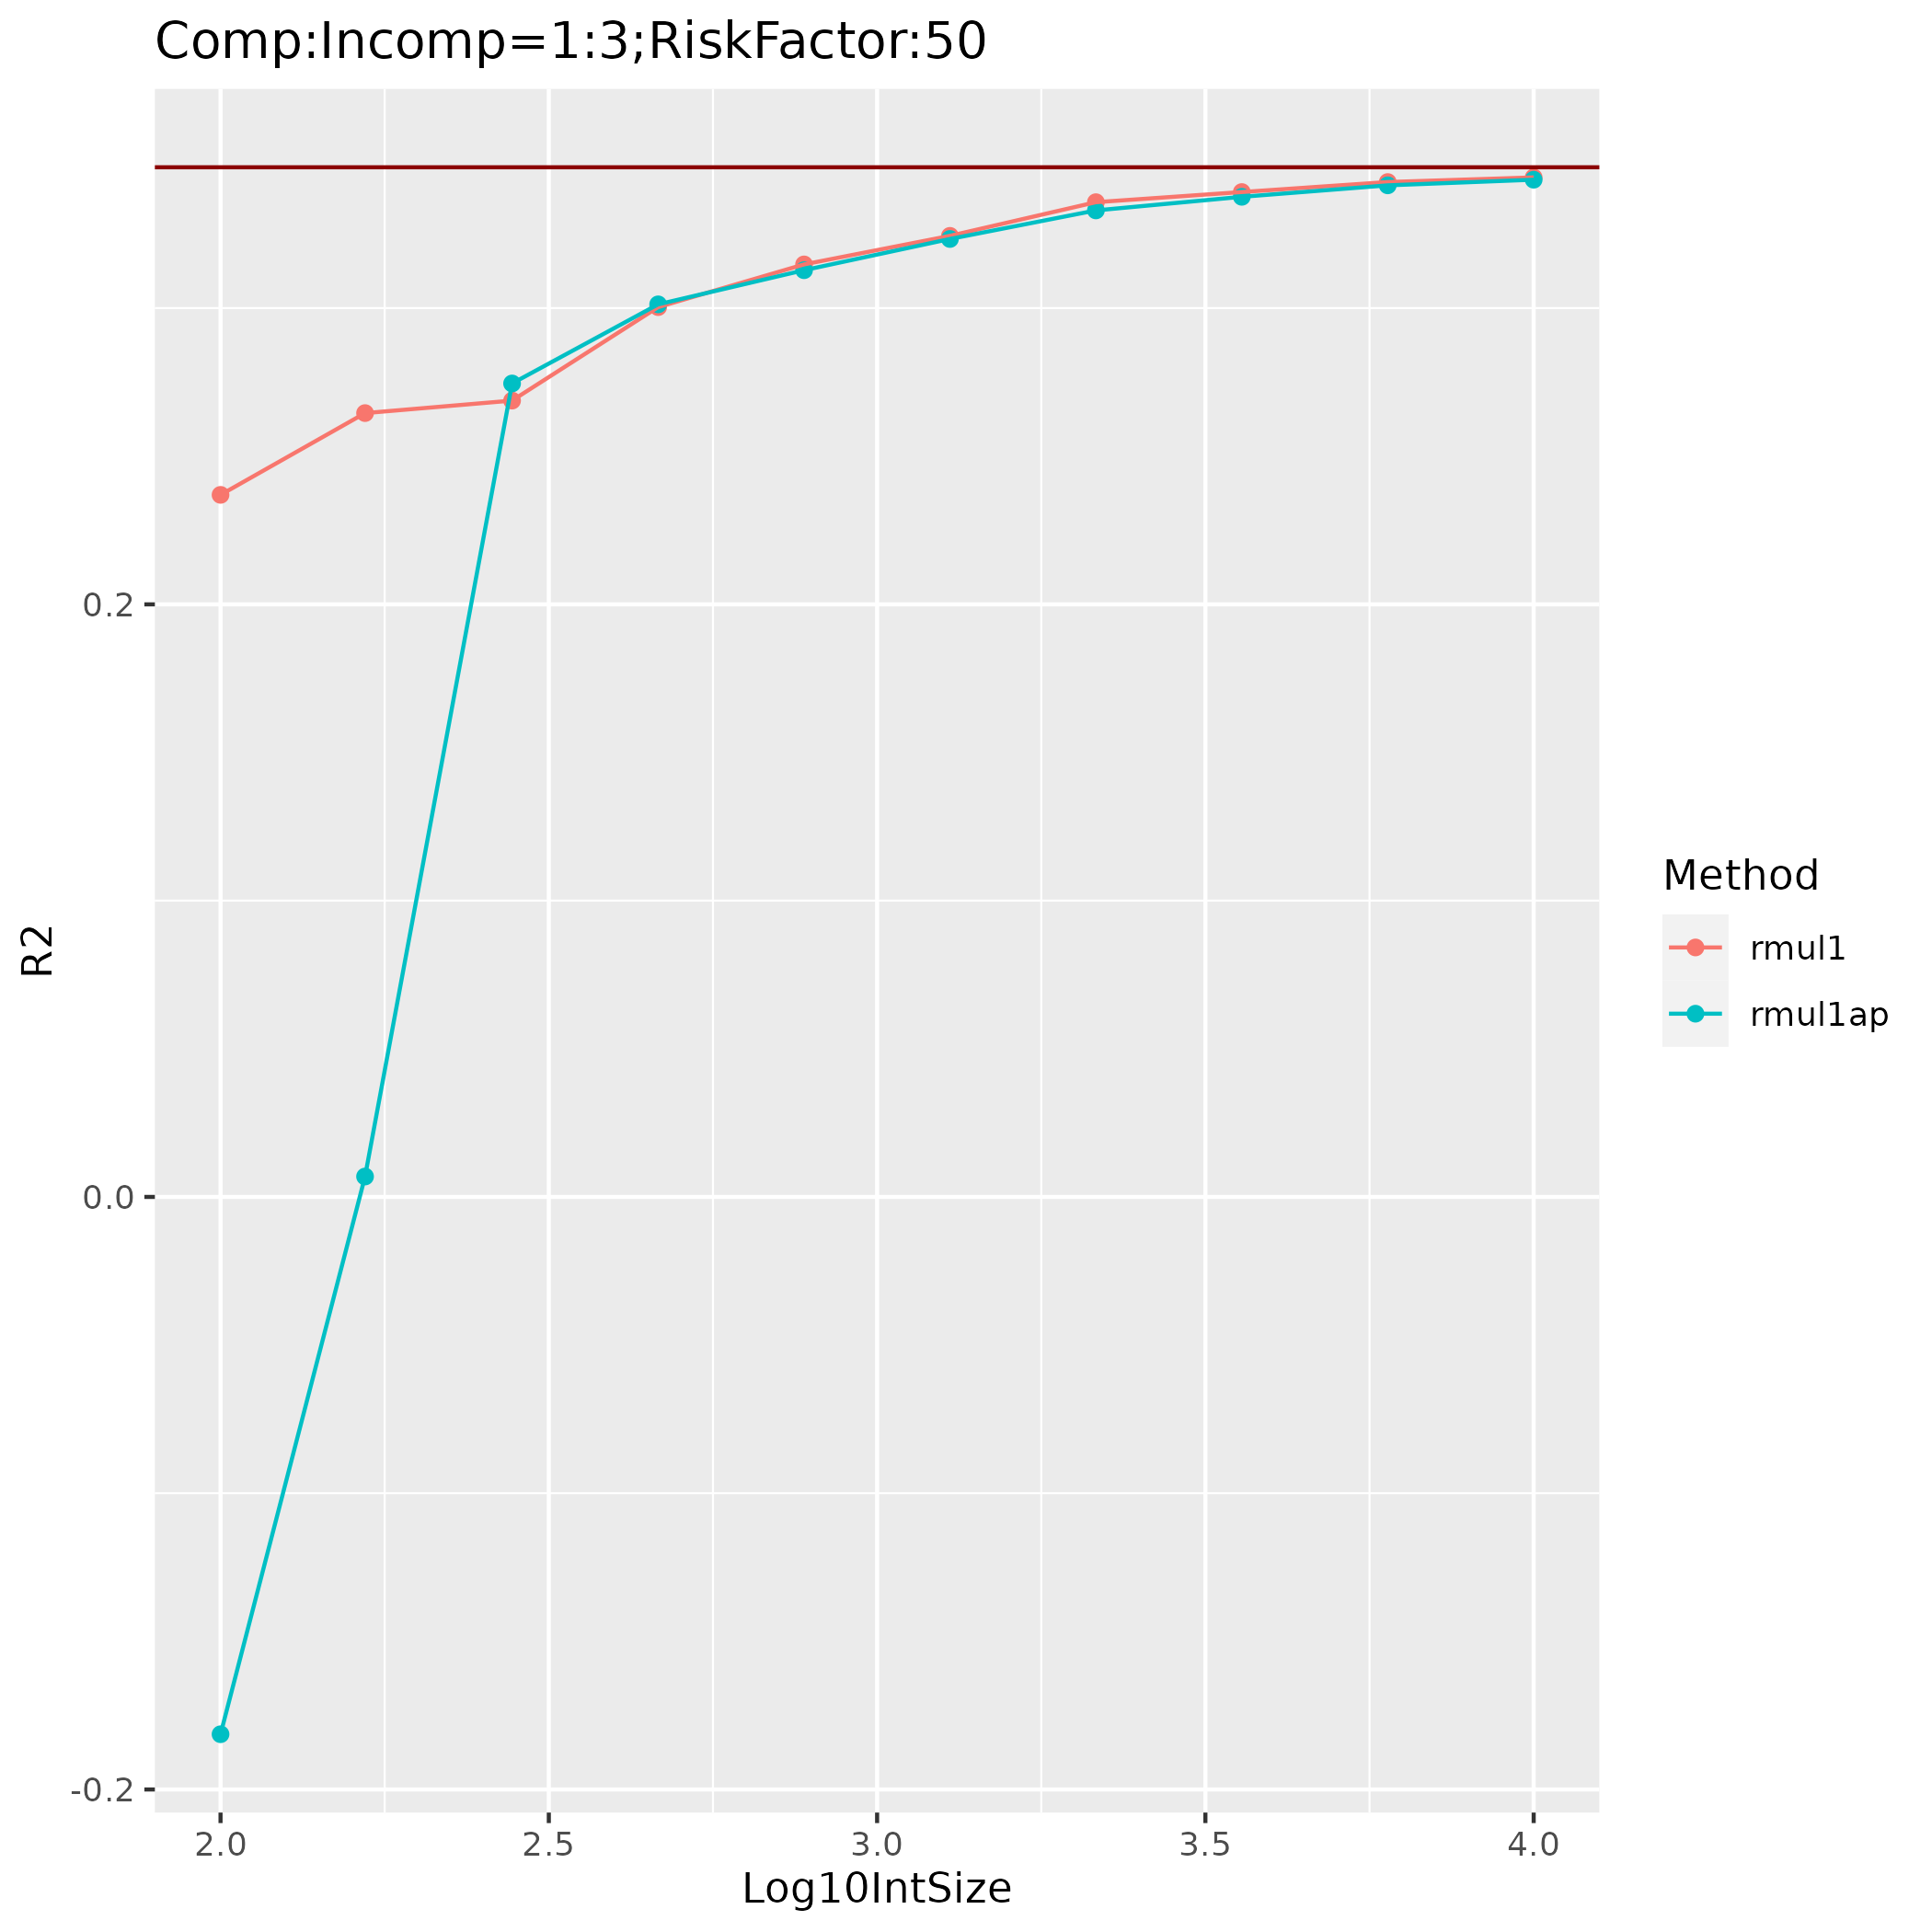 Comp:Incomp=1:3;RiskFactor:50
0.2
0.0
-0.2
R2
2.0 2.5 3.0 3.5 4.0
Log10IntSize
Method
rmul1
rmul1ap